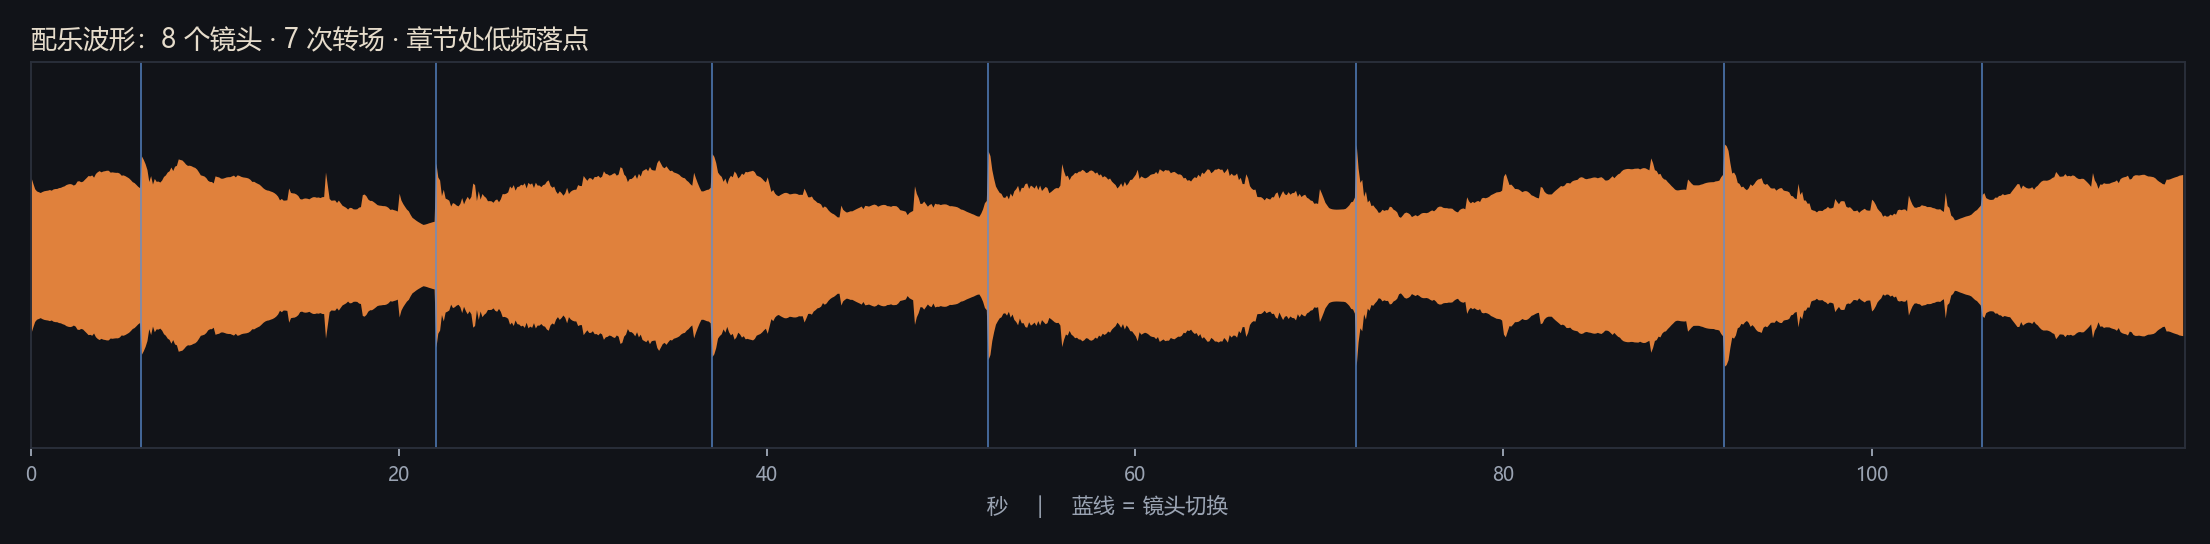 配乐波形：8 个镜头 · 7 次转场 · 章节处低频落点
0 20 40 60 80 100
秒 | 蓝线 = 镜头切换